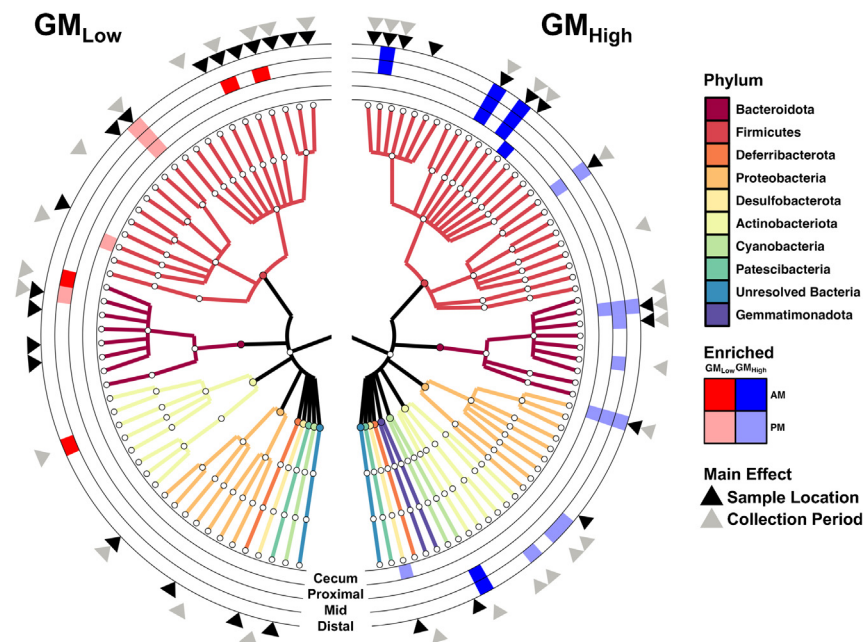 GMLow
GMHigh
Phylum
Bacteroidota
Firmicutes
Deferribacterota
Proteobacteria
Desulfobacterota
Actinobacteriota
Cyanobacteria
Patescibacteria
Unresolved Bacteria
Gemmatimonadota
Enriched
GMLow GMHigh
AM
PM
Main Effect
Sample Location
Collection Period
Cecum
Proximal
Mid
Distal